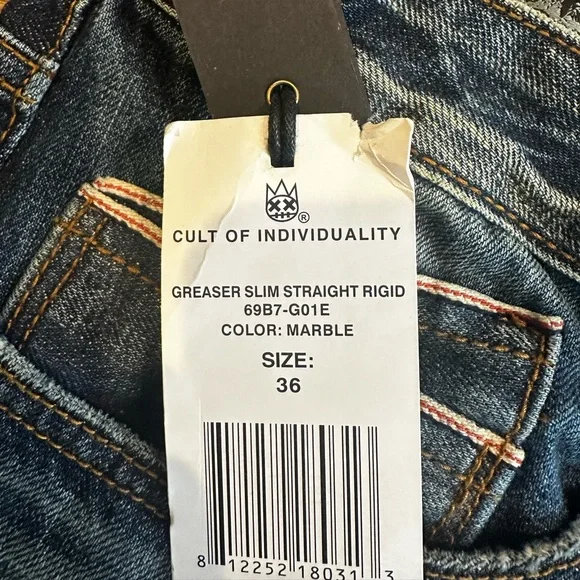 ®
CULT OF INDIVIDUALITY
GREASER SLIM STRAIGHT RIGID
69B7-G01E
COLOR: MARBLE
SIZE:
36
8 12252 18031 3